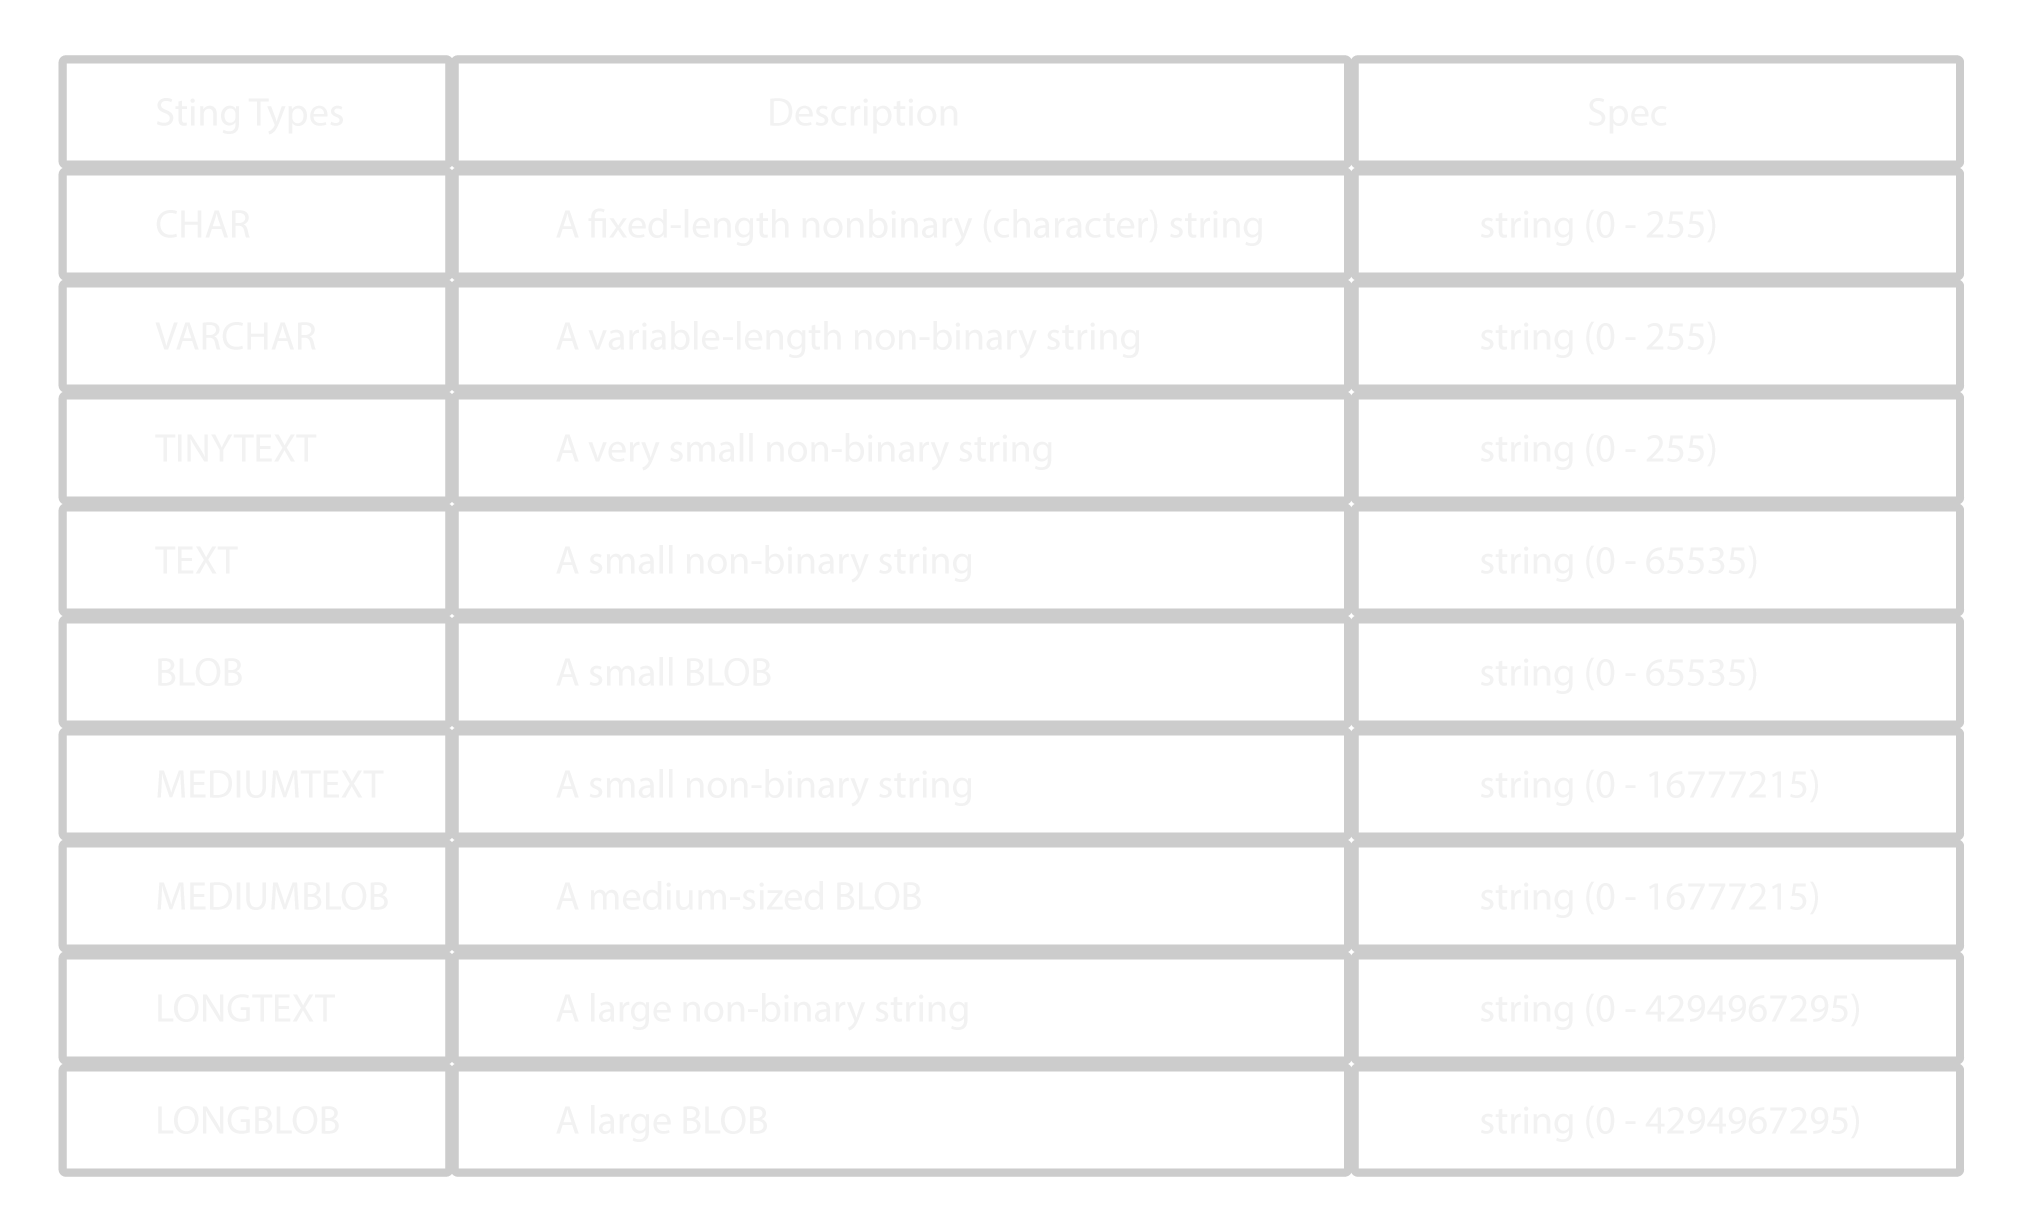 Sting Types Description Spec
CHAR A fixed-length nonbinary (character) string string (0 - 255)
VARCHAR A variable-length non-binary string string (0 - 255)
TINYTEXT A very small non-binary string string (0 - 255)
TEXT A small non-binary string string (0 - 65535)
BLOB A small BLOB string (0 - 65535)
MEDIUMTEXT A small non-binary string string (0 - 16777215)
MEDIUMBLOB A medium-sized BLOB string (0 - 16777215)
LONGTEXT A large non-binary string string (0 - 4294967295)
LONGBLOB A large BLOB string (0 - 4294967295)